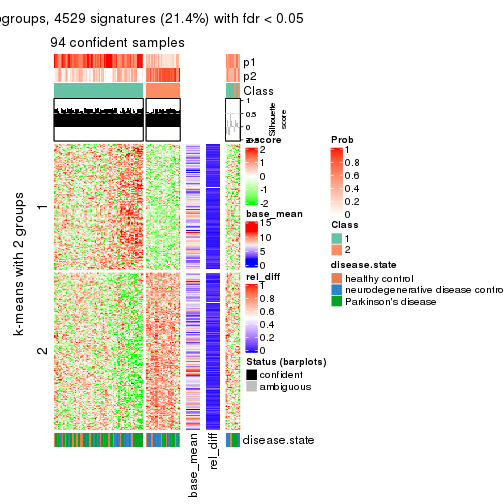 ogroups, 4529 signatures (21.4%) with fdr < 0.05
94 confident samples
p1
p2
Class
1
0.5
0
Silhouette
score
k-means with 2 groups
1
2
z-score
2
1
0
-1
-2
base_mean
15
10
5
0
rel_diff
1
0.8
0.6
0.4
0.2
0
Status (barplots)
confident
ambiguous
Prob
1
0.8
0.6
0.4
0.2
0
Class
1
2
disease.state
healthy control
neurodegenerative disease contro
Parkinson's disease
disease.state
base_mean
rel_diff